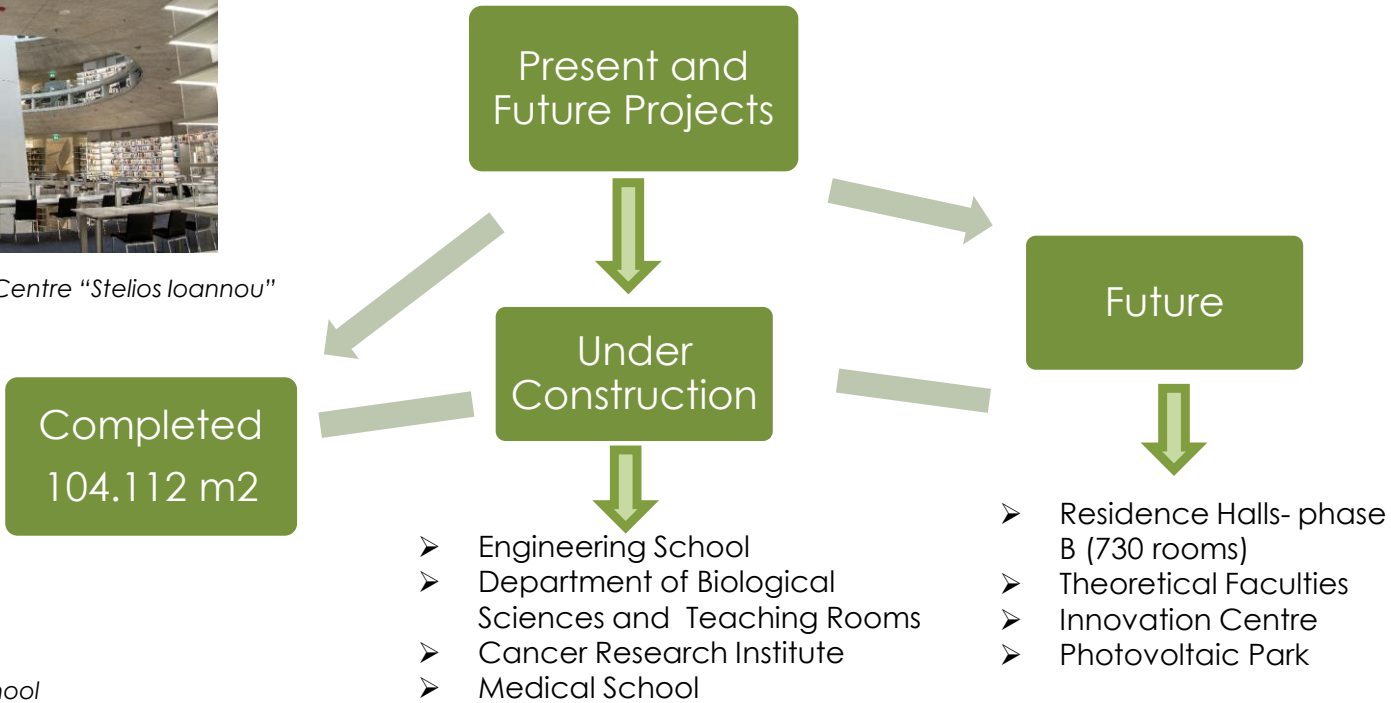 Present and
Future Projects
Centre “Stelios Ioannou”
Future
Under
Construction
Completed
104.112 m2
➢ Engineering School
➢ Department of Biological
Sciences and Teaching Rooms
➢ Cancer Research Institute
➢ Medical School
➢ Residence Halls- phase
B (730 rooms)
➢ Theoretical Faculties
➢ Innovation Centre
➢ Photovoltaic Park